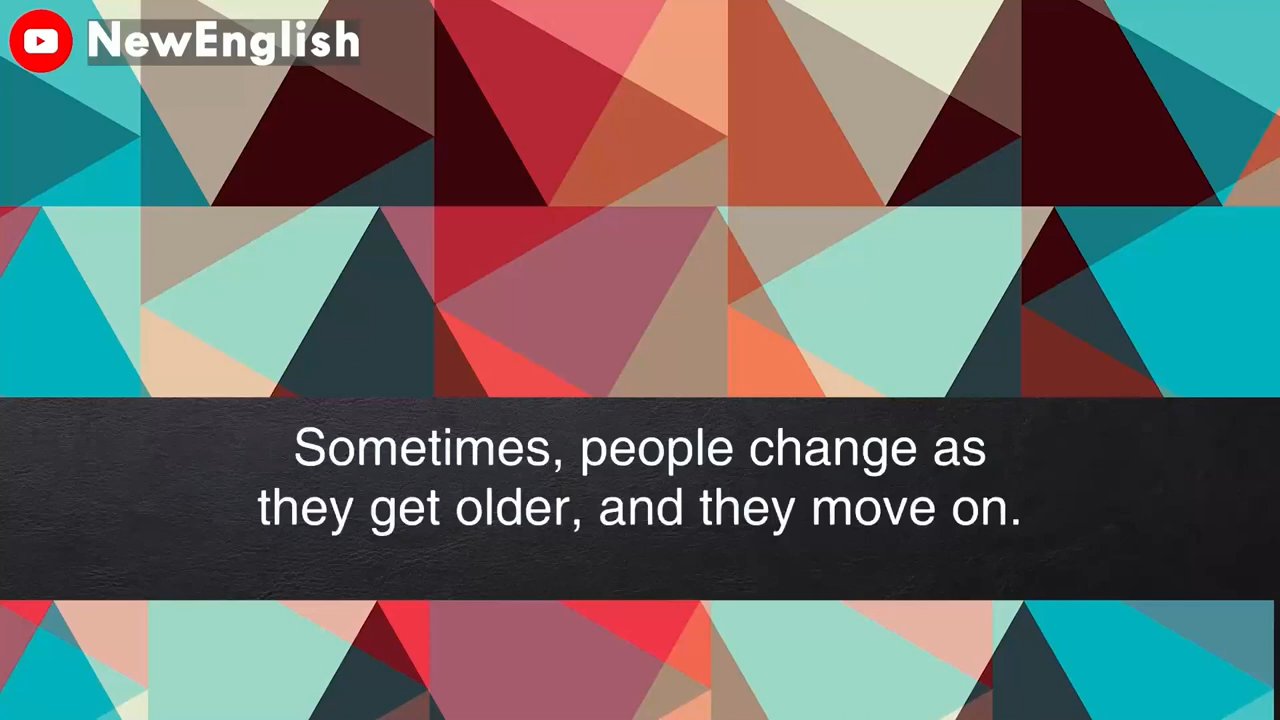 NewEnglish
Sometimes, people change as
they get older, and they move on.